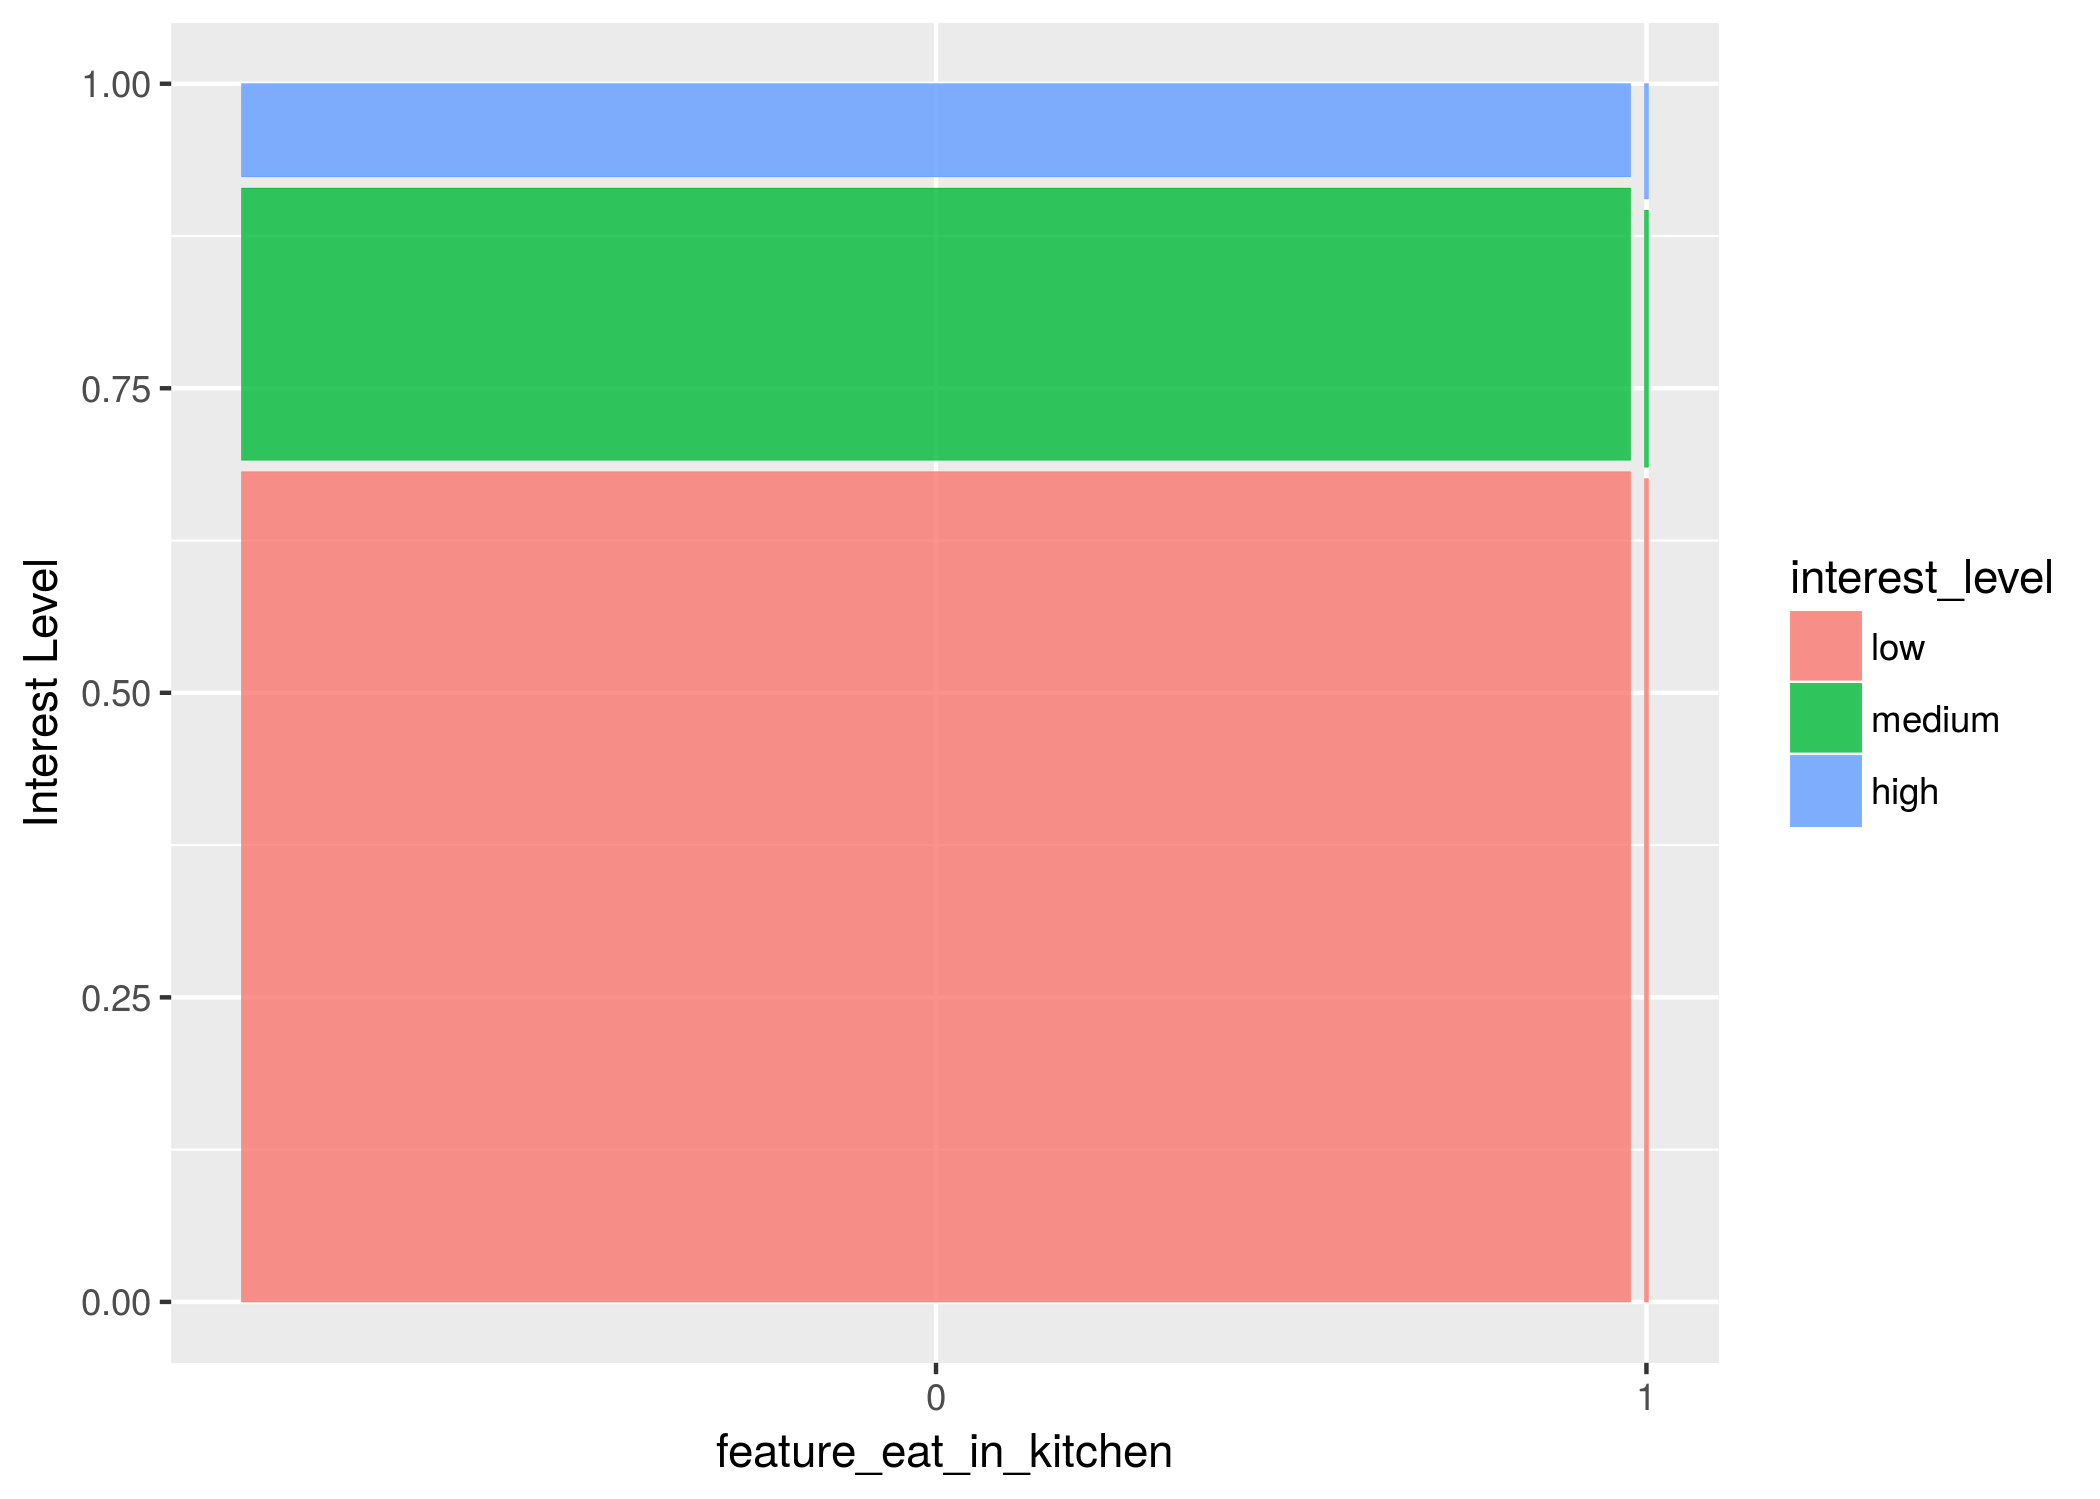 1.00
0.75
0.50
0.25
0.00
Interest Level
0
1
feature_eat_in_kitchen
interest_level
low
medium
high